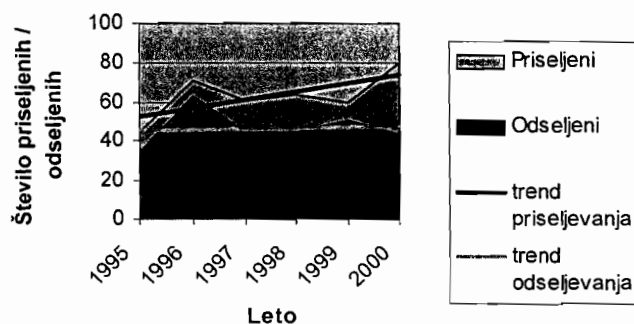 Število priseljenih /
odseljenih
100
80
60
40
20
0
1995
1996
1997
1998
1999
2000
Leto
Priseljeni
Odseljeni
trend
priseljevanja
trend
odseljevanja